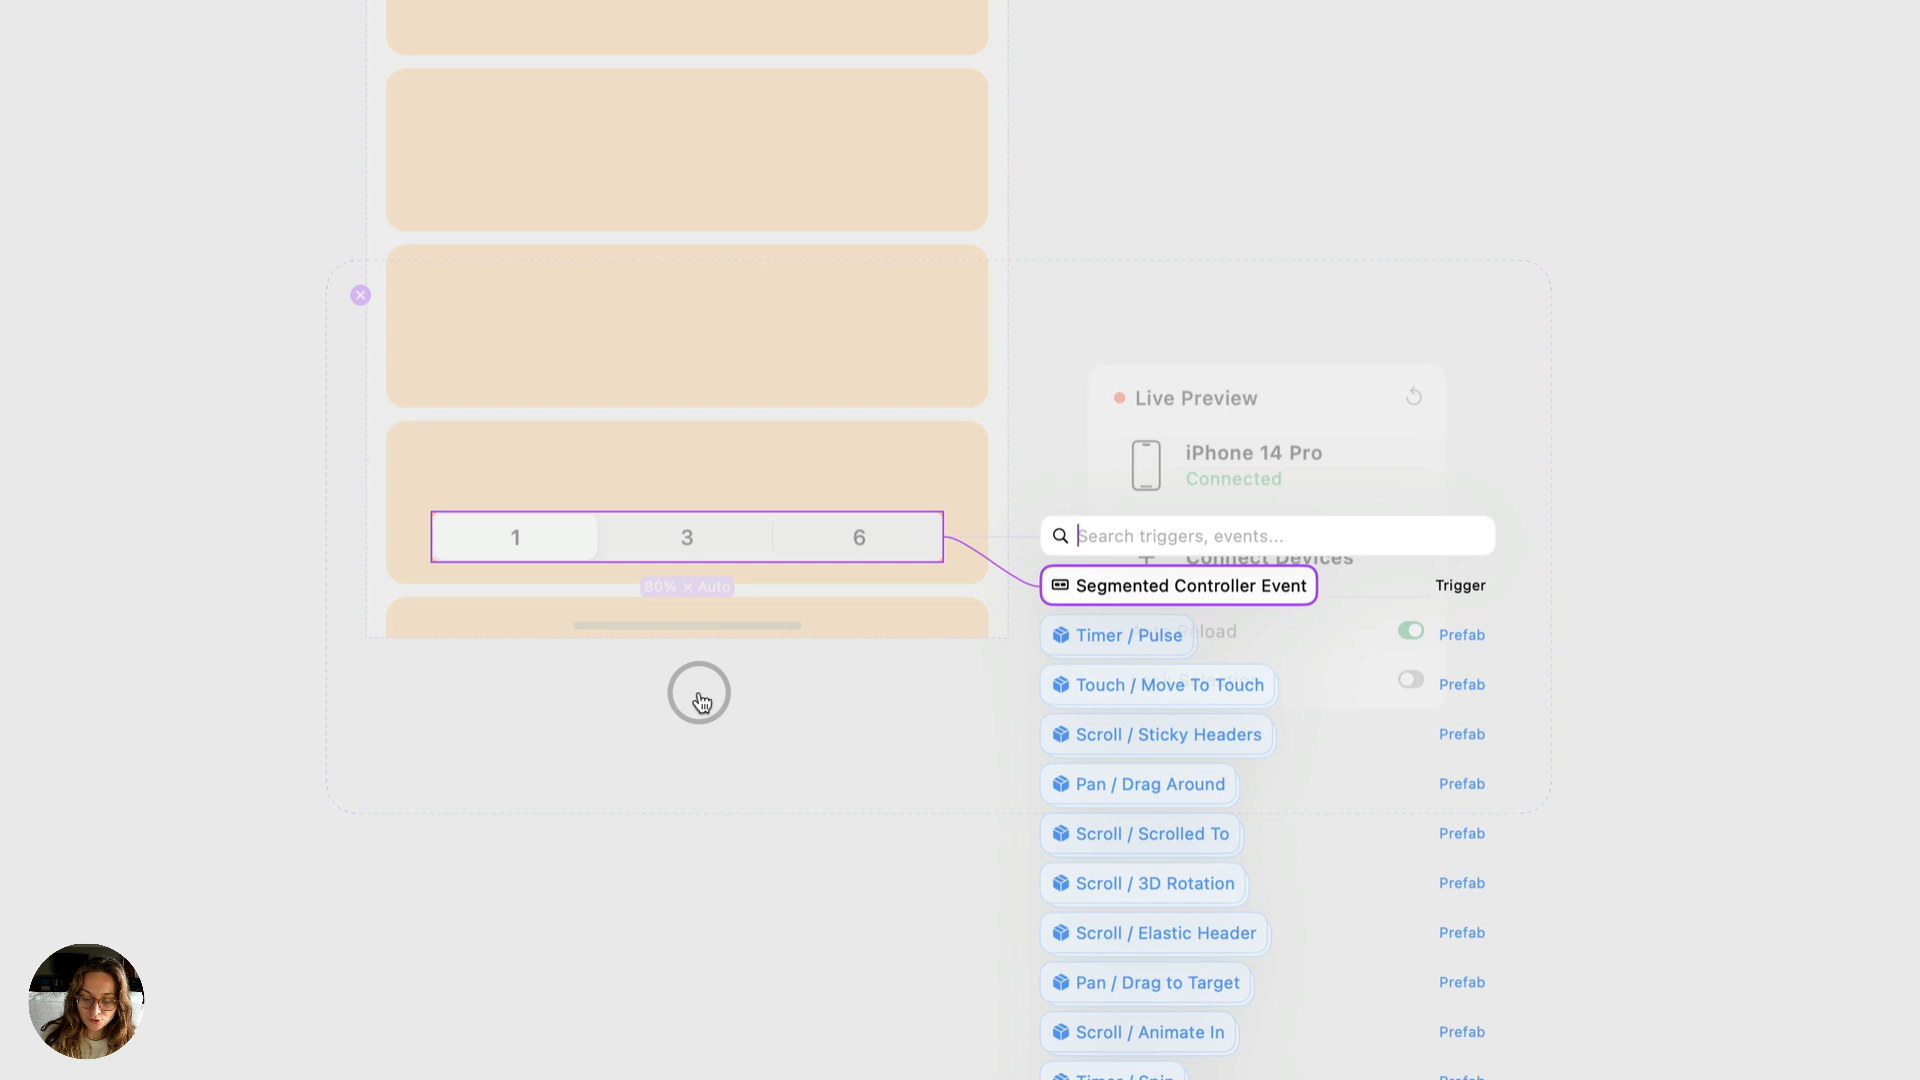 Live Preview
iPhone 14 Pro
Connected
1 3 6
Search triggers, events...
Connect Devices
Segmented Controller Event Trigger
80% × Auto
Timer / Pulse Prefab
Touch / Move To Touch Prefab
Scroll / Sticky Headers Prefab
Pan / Drag Around Prefab
Scroll / Scrolled To Prefab
Scroll / 3D Rotation Prefab
Scroll / Elastic Header Prefab
Pan / Drag to Target Prefab
Scroll / Animate In Prefab